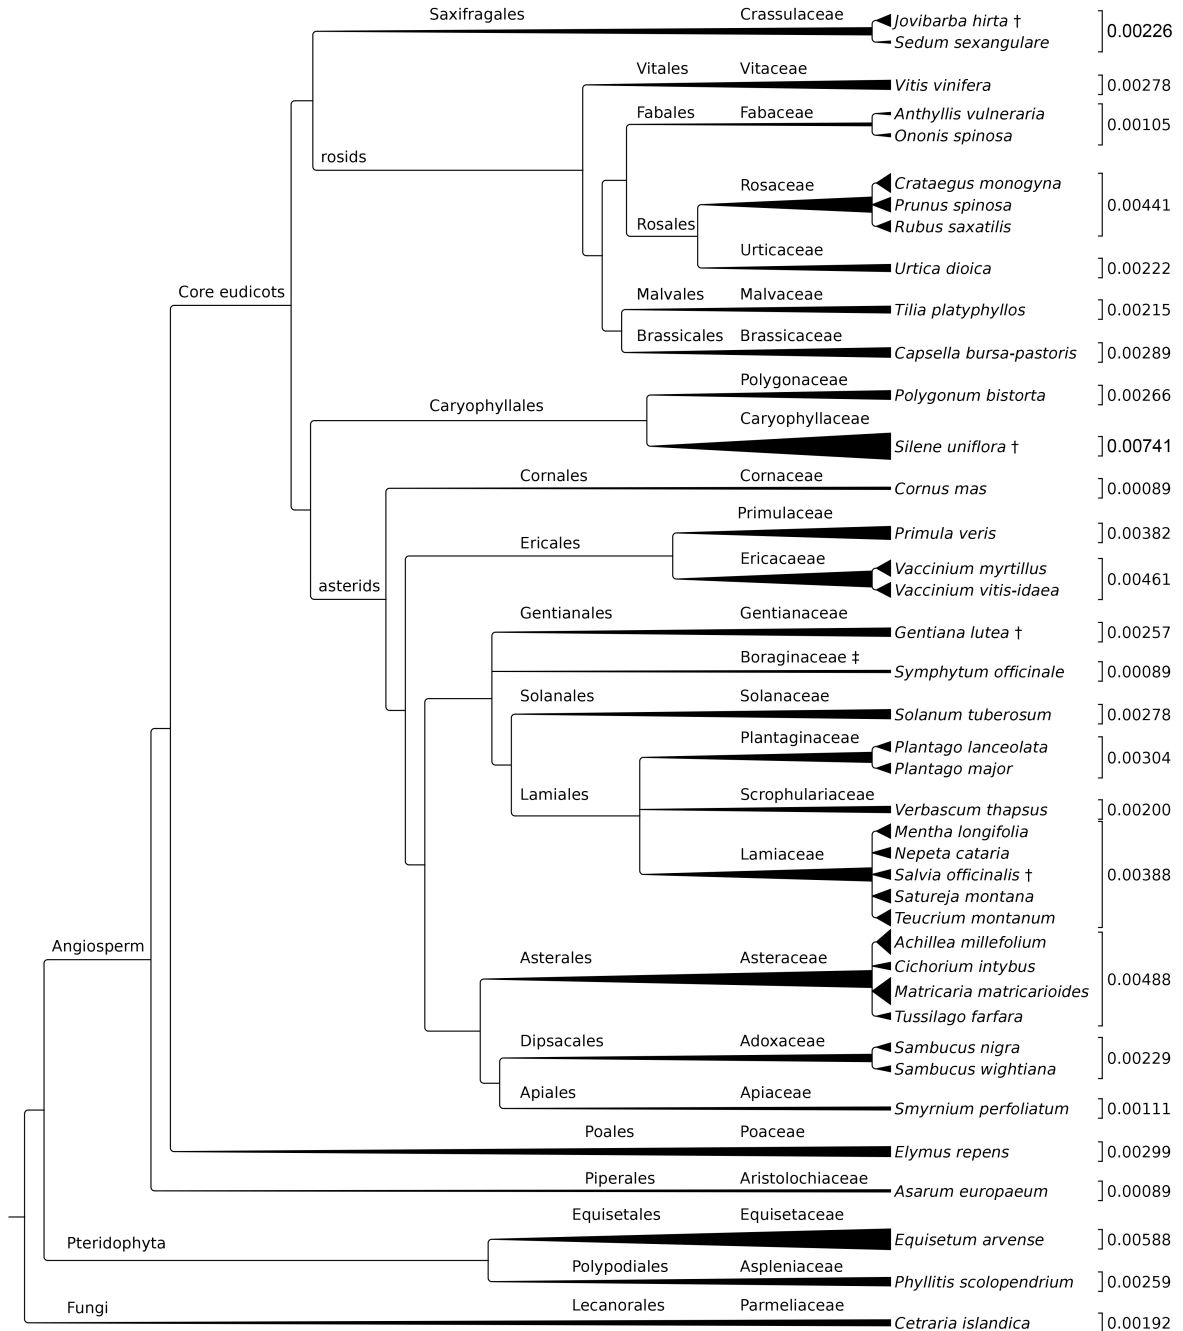 Saxifragales Crassulaceae
Jovibarba hirta †
Sedum sexangulare
0.00226
Vitales Vitaceae
Vitis vinifera 0.00278
Fabales Fabaceae
Anthyllis vulneraria
Ononis spinosa
0.00105
rosids
Rosaceae
Crataegus monogyna
Prunus spinosa
Rubus saxatilis
0.00441
Rosales
Urticaceae
Urtica dioica 0.00222
Malvales Malvaceae
Tilia platyphyllos 0.00215
Brassicales Brassicaceae
Capsella bursa-pastoris 0.00289
Core eudicots
Polygonaceae
Polygonum bistorta 0.00266
Caryophyllales
Caryophyllaceae
Silene uniflora † 0.00741
Cornales Cornaceae
Cornus mas 0.00089
Primulaceae
Primula veris 0.00382
Ericales
Ericacaeae
Vaccinium myrtillus
Vaccinium vitis-idaea
0.00461
asterids
Gentianales Gentianaceae
Gentiana lutea † 0.00257
Boraginaceae ‡
Symphytum officinale 0.00089
Solanales Solanaceae
Solanum tuberosum 0.00278
Plantaginaceae
Plantago lanceolata
Plantago major
0.00304
Lamiales Scrophulariaceae
Verbascum thapsus 0.00200
Lamiaceae
Mentha longifolia
Nepeta cataria
Salvia officinalis †
Satureja montana
Teucrium montanum
0.00388
Angiosperm
Asterales Asteraceae
Achillea millefolium
Cichorium intybus
Matricaria matricarioides
Tussilago farfara
0.00488
Dipsacales Adoxaceae
Sambucus nigra
Sambucus wightiana
0.00229
Apiales Apiaceae
Smyrnium perfoliatum 0.00111
Poales Poaceae
Elymus repens 0.00299
Piperales Aristolochiaceae
Asarum europaeum 0.00089
Pteridophyta
Equisetales Equisetaceae
Equisetum arvense 0.00588
Polypodiales Aspleniaceae
Phyllitis scolopendrium 0.00259
Fungi Lecanorales Parmeliaceae
Cetraria islandica 0.00192